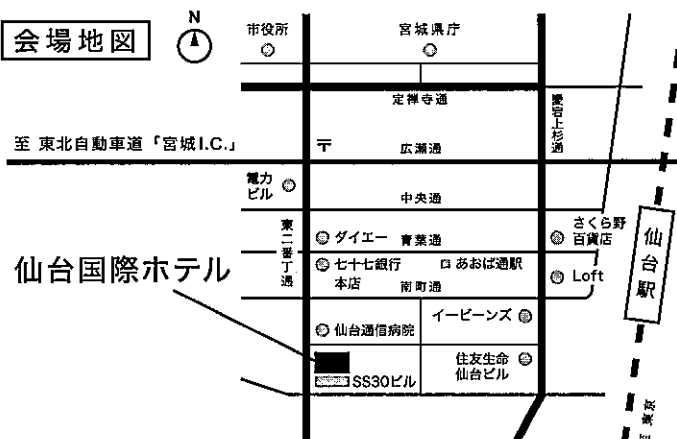 会場地図
N
市役所
宮城県庁
定禅寺通
愛宕上杉通
至 東北自動車道「宮城I.C.」
〒
広瀬通
電力
ビル
中央通
東二番丁通
ダイエー
青葉通
さくら野
百貨店
仙台駅
七十七銀行
本店
あおば通駅
Loft
南町通
仙台国際ホテル
イービーンズ
仙台逓信病院
住友生命
仙台ビル
SS30ビル
至東京